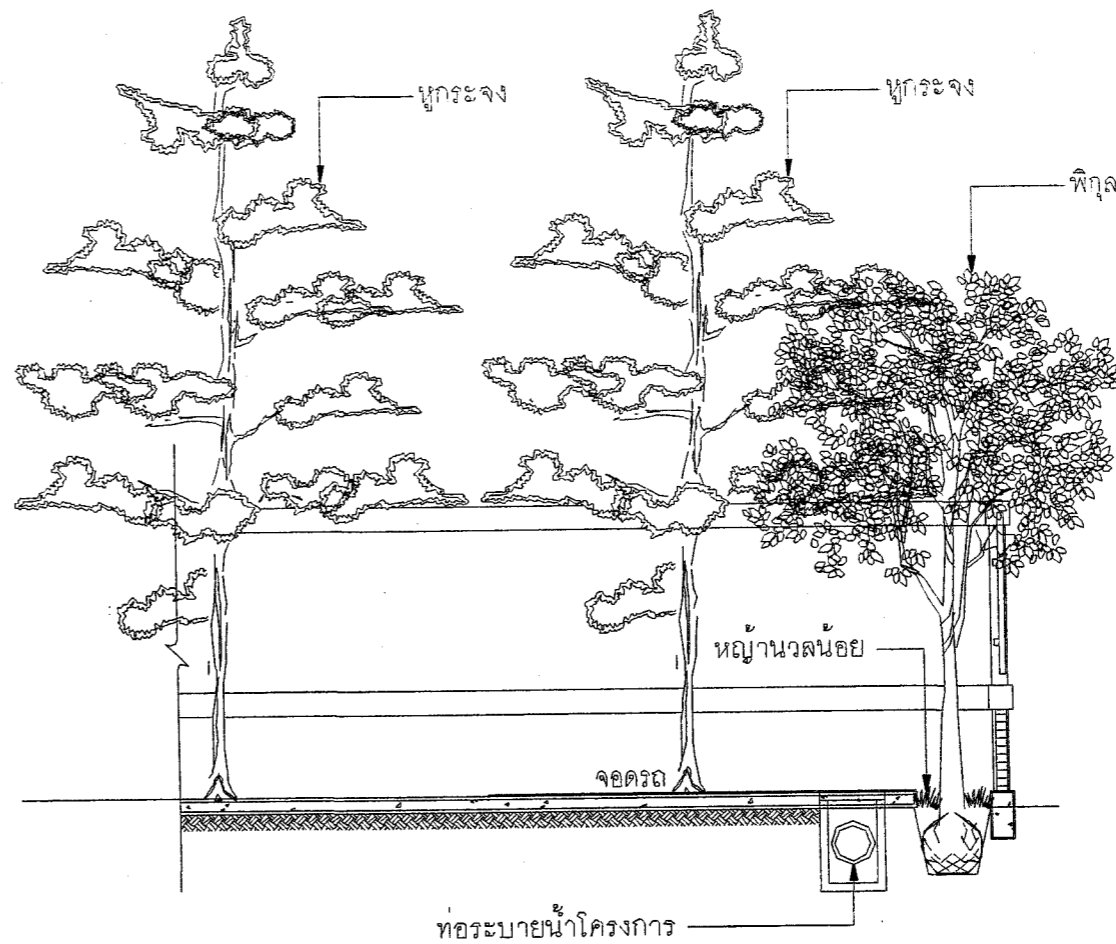 หูกระจง
หูกระจง
พิกุล
หญ้านวลน้อย
จอดรถ
ท่อระบายน้ำโครงการ